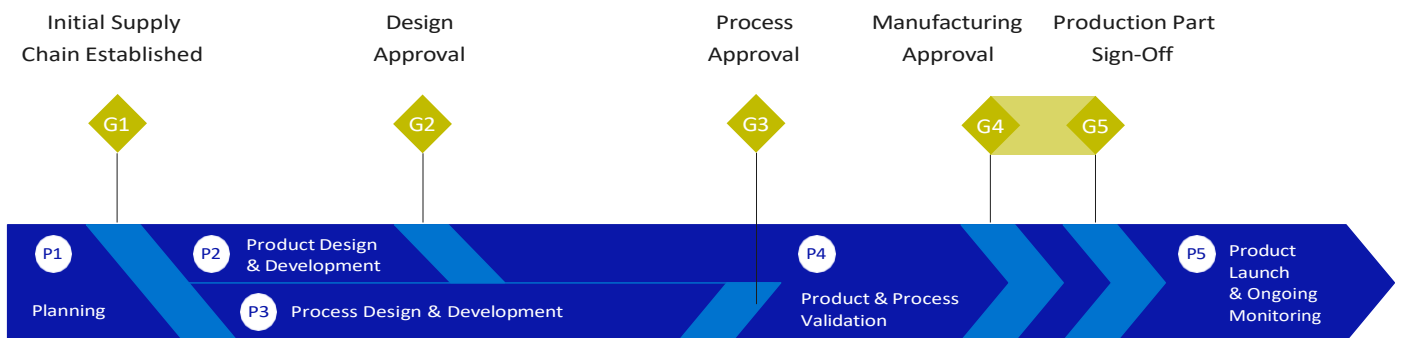 Initial Supply
Chain Established
Design
Approval
Process
Approval
Manufacturing
Approval
Production Part
Sign-Off
G1
G2
G3
G4
G5
P1
Planning
P2
Product Design
& Development
P3
Process Design & Development
P4
Product & Process
Validation
P5
Product
Launch
& Ongoing
Monitoring